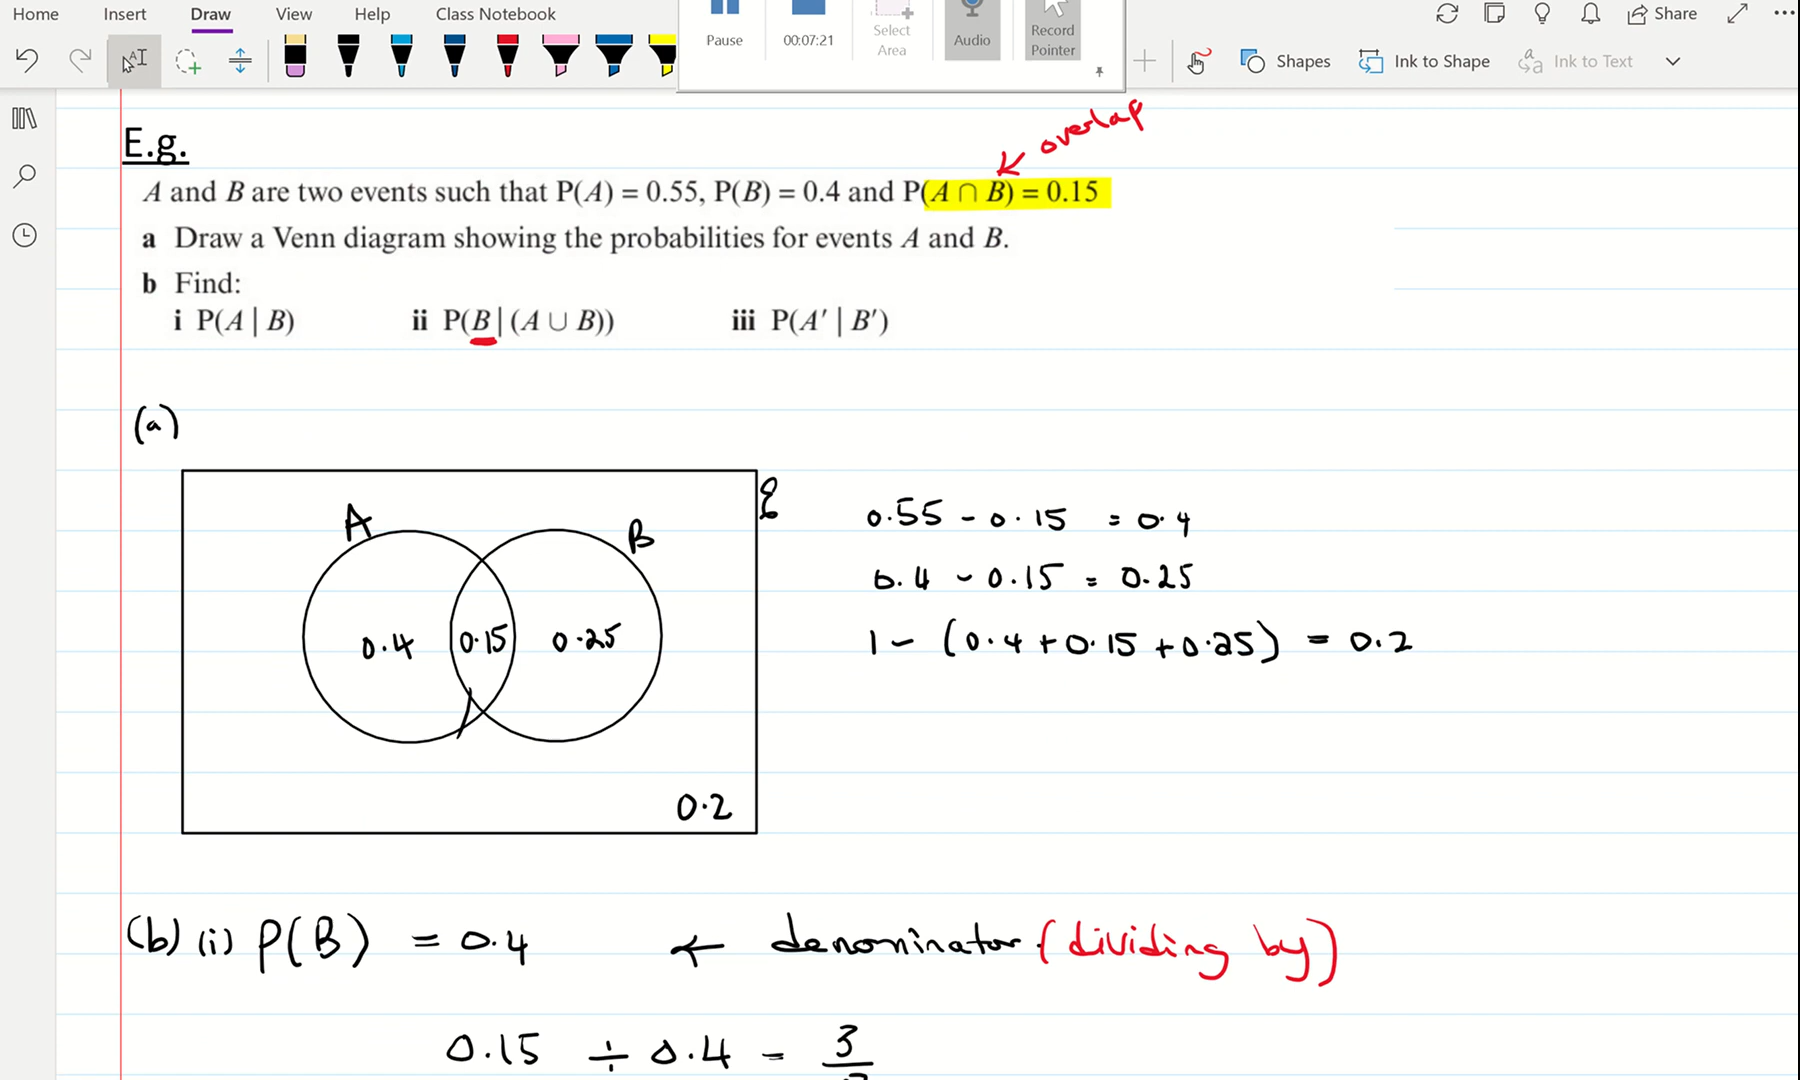 Home Insert Draw View Help Class Notebook
Pause 00:07:21 Select Area Audio Record Pointer
Share
Shapes Ink to Shape Ink to Text
overlap
E.g.
A and B are two events such that P(A) = 0.55, P(B) = 0.4 and P(A ∩ B) = 0.15
a Draw a Venn diagram showing the probabilities for events A and B.
b Find:
i P(A | B) ii P(B | (A ∪ B)) iii P(A′ | B′)
(a)
A B ξ
0.55 - 0.15 = 0.4
0.4 - 0.15 = 0.25
0.4 0.15 0.25
1 - (0.4 + 0.15 + 0.25) = 0.2
0.2
(b) (i) P(B) = 0.4 ← denominator (dividing by)
0.15 ÷ 0.4 = 3